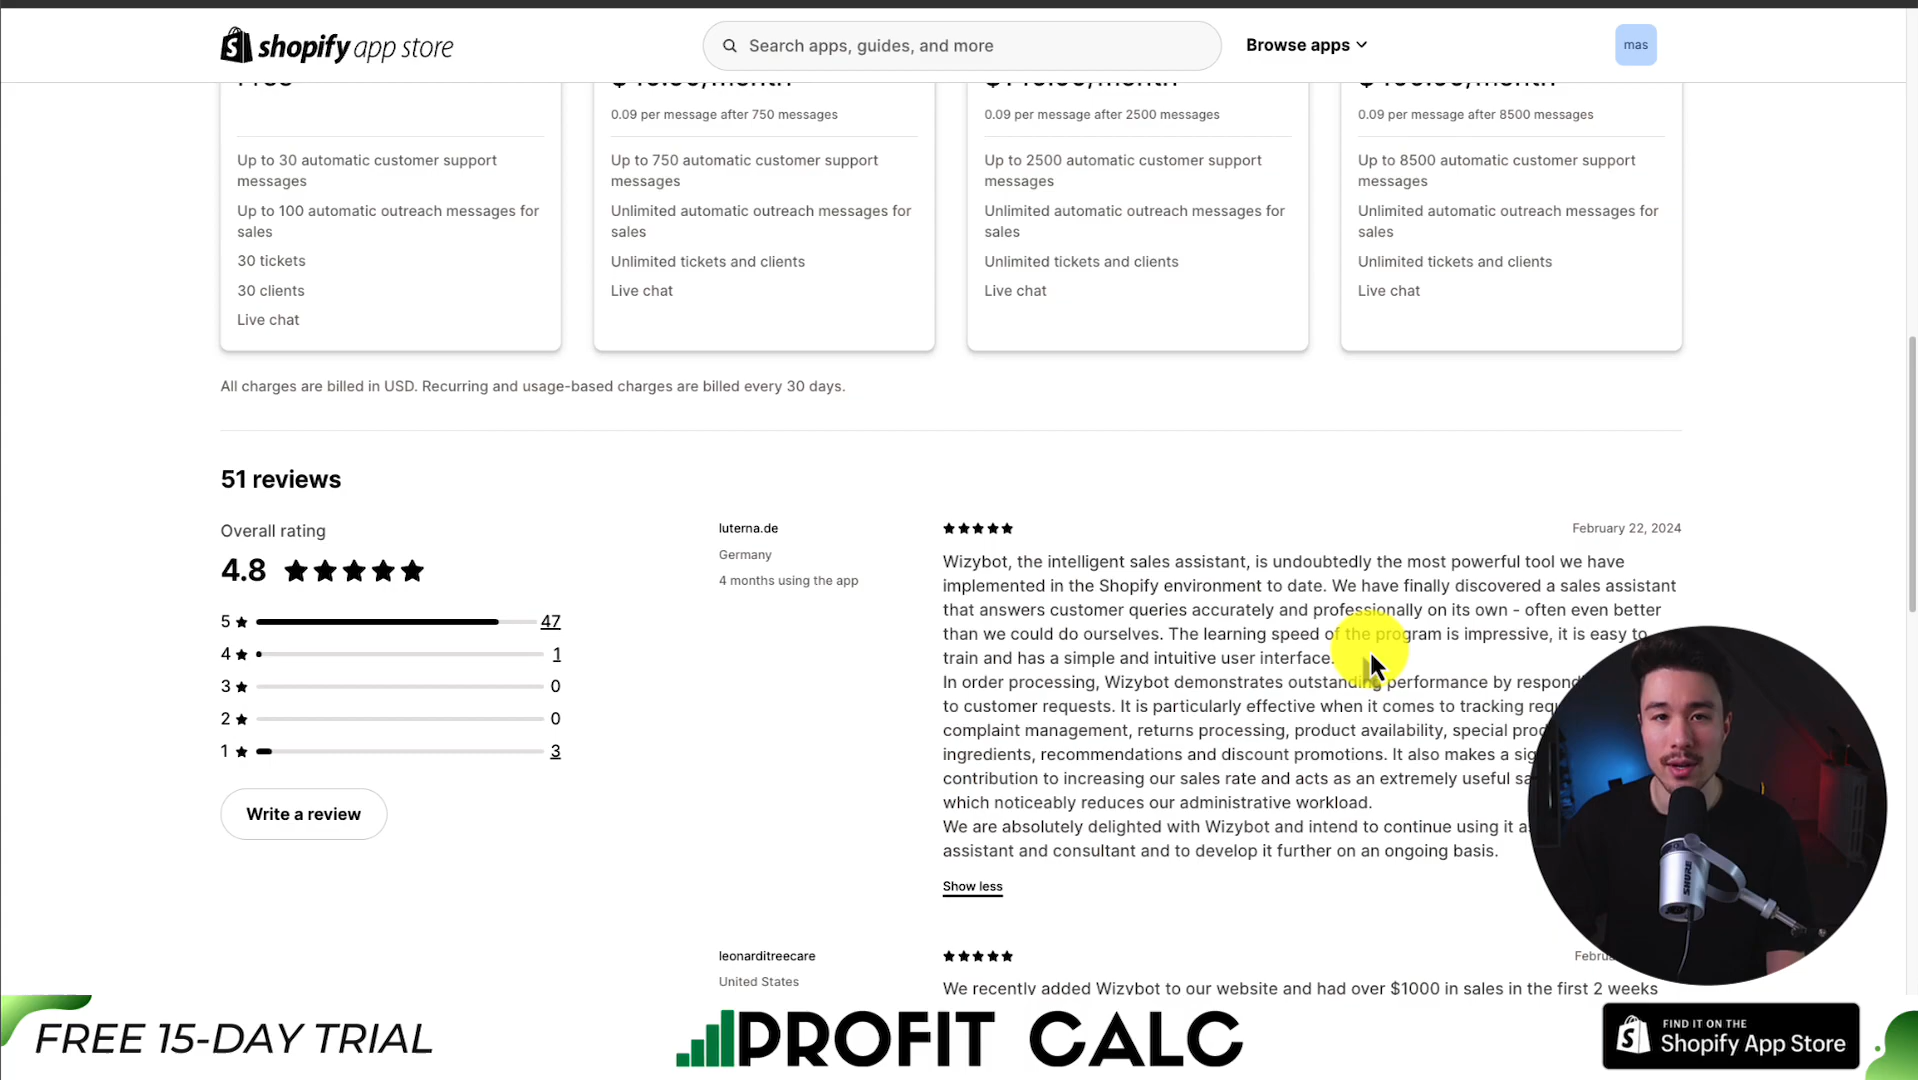 shopify app store
Search apps, guides, and more
Browse apps
mas
0.09 per message after 750 messages
0.09 per message after 2500 messages
0.09 per message after 8500 messages
Up to 30 automatic customer support
messages
Up to 100 automatic outreach messages for
sales
30 tickets
30 clients
Live chat
Up to 750 automatic customer support
messages
Unlimited automatic outreach messages for
sales
Unlimited tickets and clients
Live chat
Up to 2500 automatic customer support
messages
Unlimited automatic outreach messages for
sales
Unlimited tickets and clients
Live chat
Up to 8500 automatic customer support
messages
Unlimited automatic outreach messages for
sales
Unlimited tickets and clients
Live chat
All charges are billed in USD. Recurring and usage-based charges are billed every 30 days.
51 reviews
Overall rating
4.8
5 47
4 1
3 0
2 0
1 3
Write a review
luterna.de
Germany
4 months using the app
February 22, 2024
Wizybot, the intelligent sales assistant, is undoubtedly the most powerful tool we have
implemented in the Shopify environment to date. We have finally discovered a sales assistant
that answers customer queries accurately and professionally on its own - often even better
than we could do ourselves. The learning speed of the program is impressive, it is easy to
train and has a simple and intuitive user interface.
In order processing, Wizybot demonstrates outstanding performance by respond
to customer requests. It is particularly effective when it comes to tracking requ
complaint management, returns processing, product availability, special prod
ingredients, recommendations and discount promotions. It also makes a sig
contribution to increasing our sales rate and acts as an extremely useful sa
which noticeably reduces our administrative workload.
We are absolutely delighted with Wizybot and intend to continue using it as
assistant and consultant and to develop it further on an ongoing basis.
Show less
leonarditreecare
United States
Febru
We recently added Wizybot to our website and had over $1000 in sales in the first 2 weeks
SHURE
FREE 15-DAY TRIAL
PROFIT CALC
FIND IT ON THE
Shopify App Store